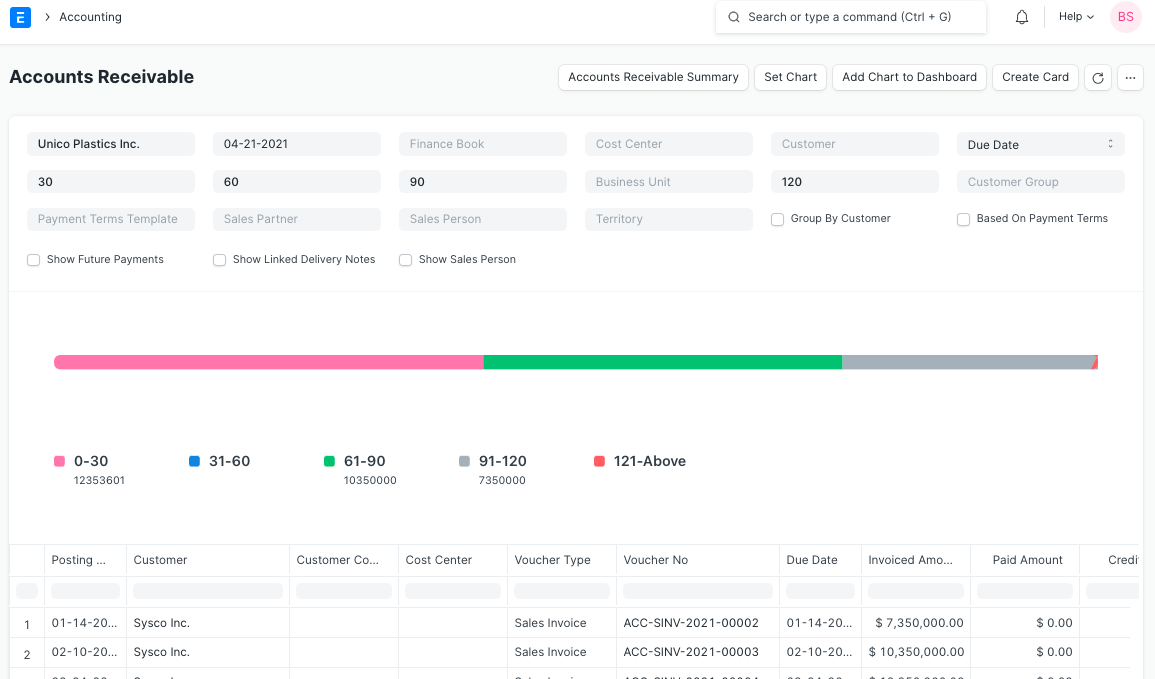 E > Accounting Search or type a command (Ctrl + G) Help BS
Accounts Receivable Accounts Receivable Summary Set Chart Add Chart to Dashboard Create Card ...
Unico Plastics Inc. 04-21-2021 Finance Book Cost Center Customer Due Date
30 60 90 Business Unit 120 Customer Group
Payment Terms Template Sales Partner Sales Person Territory Group By Customer Based On Payment Terms
Show Future Payments Show Linked Delivery Notes Show Sales Person
0-30 31-60 61-90 91-120 121-Above
12353601 10350000 7350000
Posting ... Customer Customer Co... Cost Center Voucher Type Voucher No Due Date Invoiced Amo... Paid Amount Credi
1 01-14-20... Sysco Inc. Sales Invoice ACC-SINV-2021-00002 01-14-20... $ 7,350,000.00 $ 0.00
2 02-10-20... Sysco Inc. Sales Invoice ACC-SINV-2021-00003 02-10-20... $ 10,350,000.00 $ 0.00